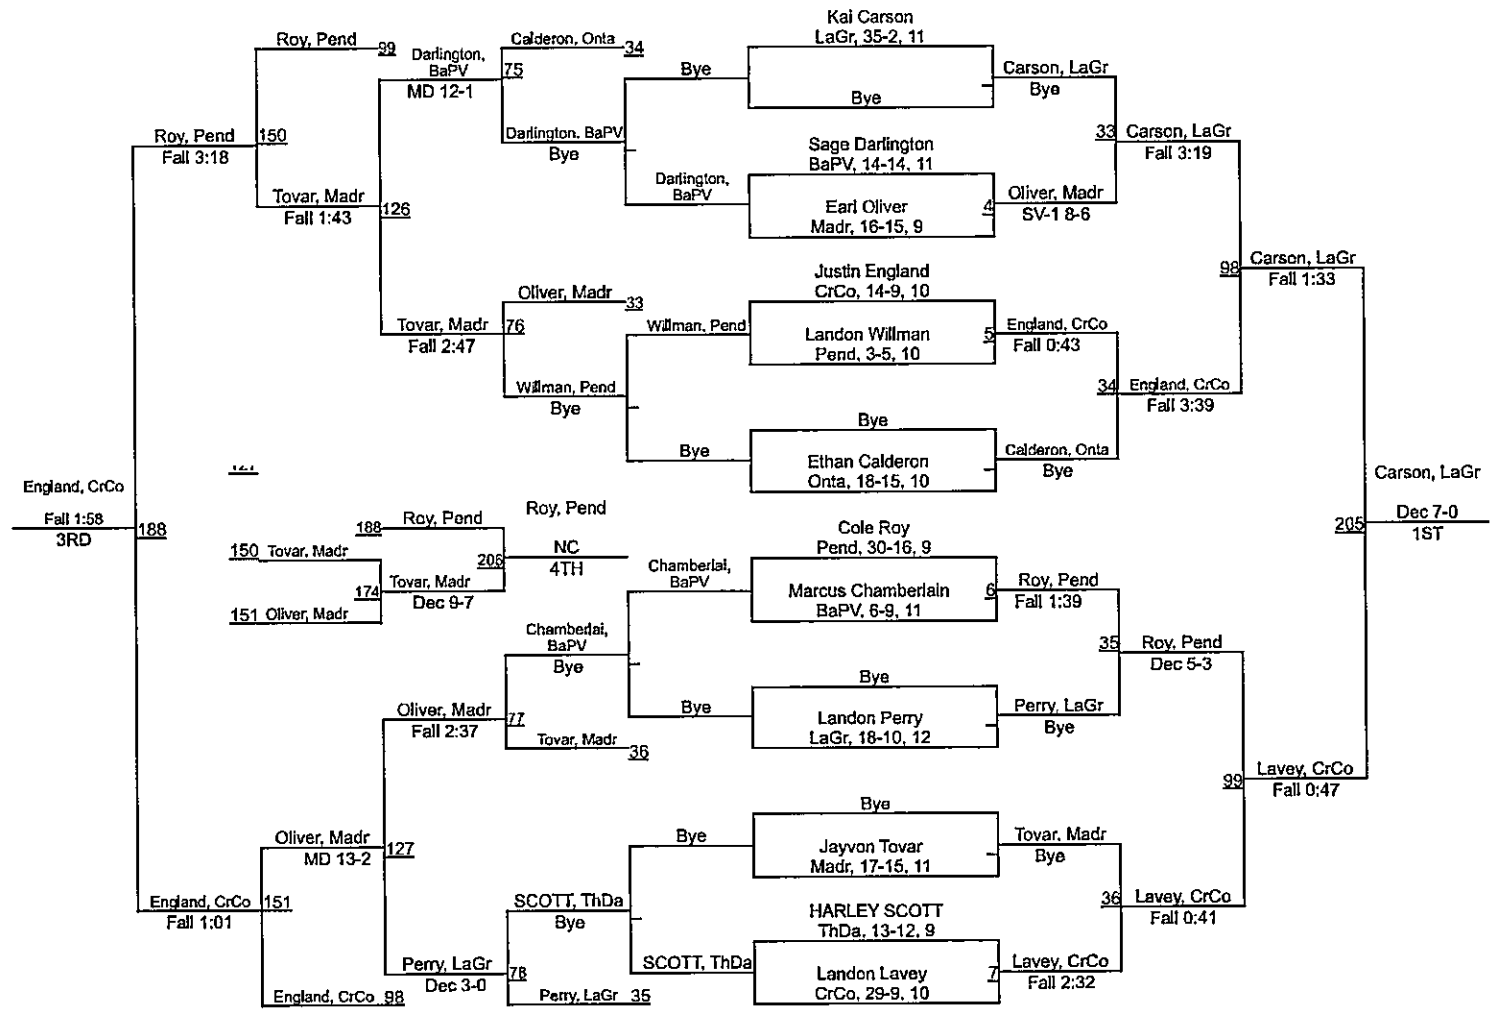 Kai Carson
LaGr, 35-2, 11
Roy, Pend
99
Darlington,
BaPV
MD 12-1
Calderon, Onta
34
75
Bye
Bye
Carson, LaGr
Bye
Roy, Pend
Fall 3:18
150
Darlington, BaPV
Bye
Sage Darlington
BaPV, 14-14, 11
33
Carson, LaGr
Fall 3:19
Tovar, Madr
Fall 1:43
126
Darlington,
BaPV
Earl Oliver
Madr, 16-15, 9
4
Oliver, Madr
SV-1 8-6
Justin England
CrCo, 14-9, 10
98
Carson, LaGr
Fall 1:33
Oliver, Madr
33
Tovar, Madr
Fall 2:47
76
Willman, Pend
Landon Willman
Pend, 3-5, 10
5
England, CrCo
Fall 0:43
Willman, Pend
Bye
34
England, CrCo
Fall 3:39
Bye
Bye
Ethan Calderon
Onta, 18-15, 10
Calderon, Onta
Bye
England, CrCo
Fall 1:58
3RD
188
Carson, LaGr
Dec 7-0
1ST
205
188
Roy, Pend
Roy, Pend
NC
4TH
206
150
Tovar, Madr
174
Tovar, Madr
Dec 9-7
151
Oliver, Madr
Cole Roy
Pend, 30-16, 9
Chamberlai,
BaPV
Marcus Chamberlain
BaPV, 6-9, 11
6
Roy, Pend
Fall 1:39
Chamberlai,
BaPV
Bye
35
Roy, Pend
Dec 5-3
Oliver, Madr
Fall 2:37
77
Tovar, Madr
36
Bye
Bye
Landon Perry
LaGr, 18-10, 12
Perry, LaGr
Bye
99
Lavey, CrCo
Fall 0:47
Oliver, Madr
MD 13-2
127
Bye
Bye
Jayvon Tovar
Madr, 17-15, 11
Tovar, Madr
Bye
England, CrCo
Fall 1:01
151
SCOTT, ThDa
Bye
HARLEY SCOTT
ThDa, 13-12, 9
36
Lavey, CrCo
Fall 0:41
Perry, LaGr
Dec 3-0
78
SCOTT, ThDa
Landon Lavey
CrCo, 29-9, 10
7
Lavey, CrCo
Fall 2:32
England, CrCo
98
Perry, LaGr
35